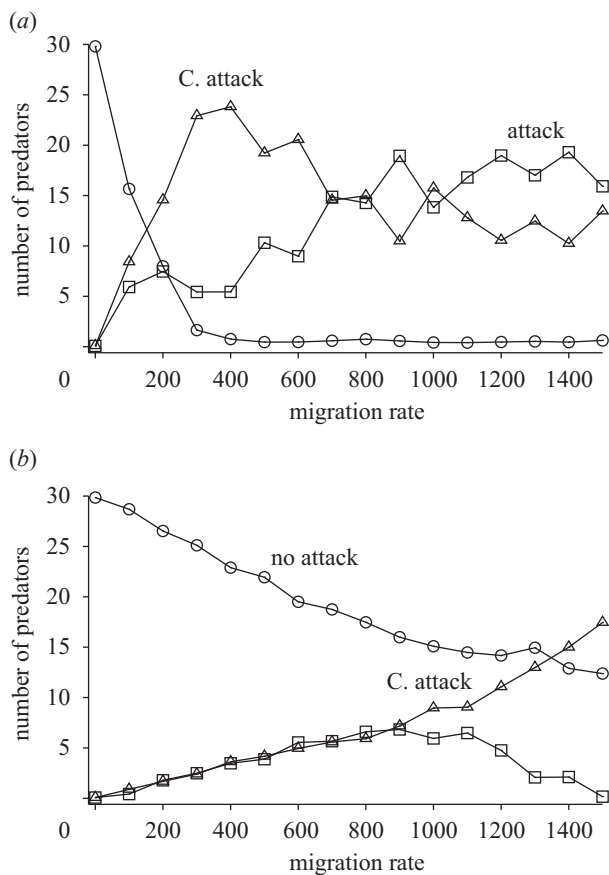 (a)
30
25
20
15
10
5
0
number of predators
C. attack
attack
200 400 600 800 1000 1200 1400
migration rate
(b)
30
25
20
15
10
5
0
number of predators
no attack
C. attack
200 400 600 800 1000 1200 1400
migration rate